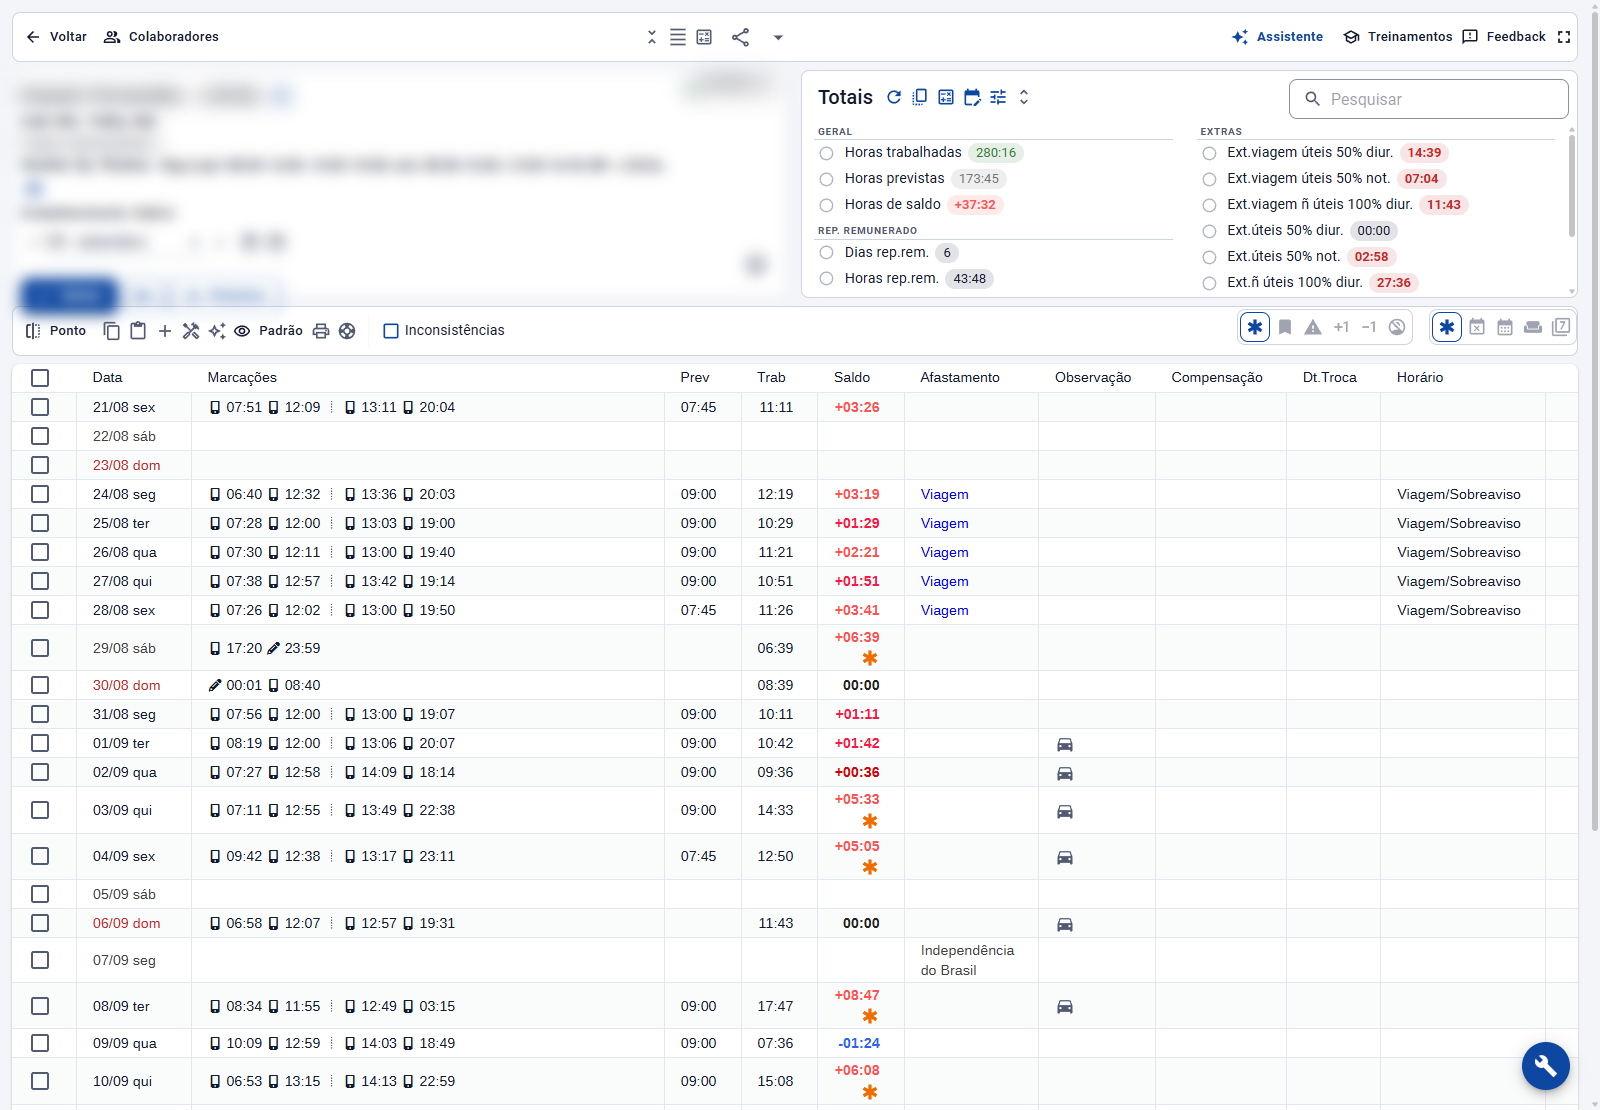 Voltar Colaboradores Assistente Treinamentos Feedback
Totais Pesquisar
GERAL
Horas trabalhadas 280:16
Horas previstas 173:45
Horas de saldo +37:32
REP. REMUNERADO
Dias rep.rem. 6
Horas rep.rem. 43:48
EXTRAS
Ext.viagem úteis 50% diur. 14:39
Ext.viagem úteis 50% not. 07:04
Ext.viagem ñ úteis 100% diur. 11:43
Ext.úteis 50% diur. 00:00
Ext.úteis 50% not. 02:58
Ext.ñ úteis 100% diur. 27:36
Ponto Padrão Inconsistências +1 −1 7
Data Marcações Prev Trab Saldo Afastamento Observação Compensação Dt.Troca Horário
21/08 sex 07:51 12:09 13:11 20:04 07:45 11:11 +03:26
22/08 sáb
23/08 dom
24/08 seg 06:40 12:32 13:36 20:03 09:00 12:19 +03:19 Viagem Viagem/Sobreaviso
25/08 ter 07:28 12:00 13:03 19:00 09:00 10:29 +01:29 Viagem Viagem/Sobreaviso
26/08 qua 07:30 12:11 13:00 19:40 09:00 11:21 +02:21 Viagem Viagem/Sobreaviso
27/08 qui 07:38 12:57 13:42 19:14 09:00 10:51 +01:51 Viagem Viagem/Sobreaviso
28/08 sex 07:26 12:02 13:00 19:50 07:45 11:26 +03:41 Viagem Viagem/Sobreaviso
29/08 sáb 17:20 23:59 06:39 +06:39
30/08 dom 00:01 08:40 08:39 00:00
31/08 seg 07:56 12:00 13:00 19:07 09:00 10:11 +01:11
01/09 ter 08:19 12:00 13:06 20:07 09:00 10:42 +01:42
02/09 qua 07:27 12:58 14:09 18:14 09:00 09:36 +00:36
03/09 qui 07:11 12:55 13:49 22:38 09:00 14:33 +05:33
04/09 sex 09:42 12:38 13:17 23:11 07:45 12:50 +05:05
05/09 sáb
06/09 dom 06:58 12:07 12:57 19:31 11:43 00:00
07/09 seg Independência
do Brasil
08/09 ter 08:34 11:55 12:49 03:15 09:00 17:47 +08:47
09/09 qua 10:09 12:59 14:03 18:49 09:00 07:36 -01:24
10/09 qui 06:53 13:15 14:13 22:59 09:00 15:08 +06:08